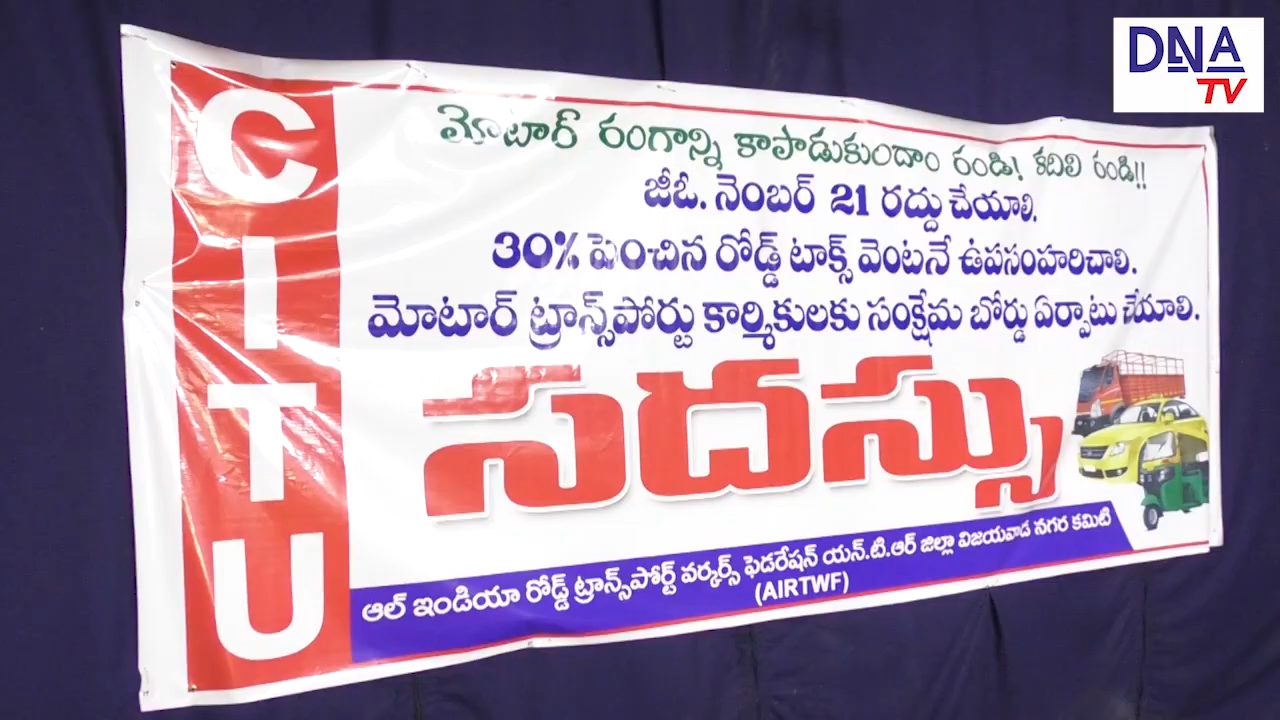 DNA
TV
CITU
మోటార్ రంగాన్ని కాపాడుకుందాం రండి! కదిలి రండి!!
జీఓ. నెంబర్ 21 రద్దు చేయాలి.
30% పెంచిన రోడ్డ్ టాక్స్ వెంటనే ఉపసంహరిచాలి.
మోటార్ ట్రాన్స్‌పోర్టు కార్మికులకు సంక్షేమ బోర్డు ఏర్పాటు చేయాలి.
సదస్సు
ఆల్ ఇండియా రోడ్డ్ ట్రాన్స్‌పోర్ట్ వర్కర్స్ ఫెడరేషన్ యన్.టి.ఆర్ జిల్లా విజయవాడ నగర కమిటి
(AIRTWF)